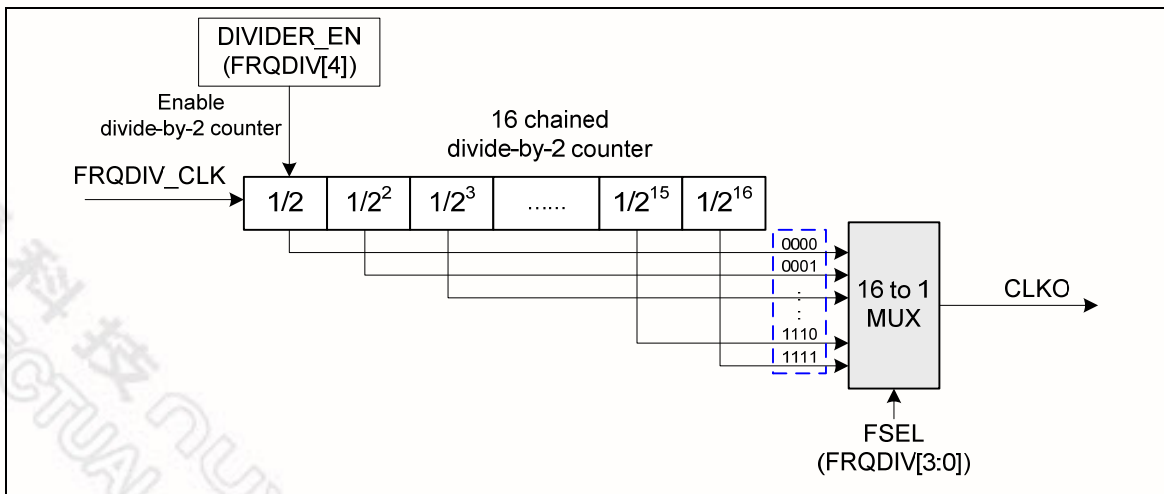 DIVIDER_EN
(FRQDIV[4])
Enable
divide-by-2 counter
16 chained
divide-by-2 counter
FRQDIV_CLK
1/2
1/2²
1/2³
......
1/2¹⁵
1/2¹⁶
0000
0001
:
:
1110
1111
16 to 1
MUX
CLKO
FSEL
(FRQDIV[3:0])
科技